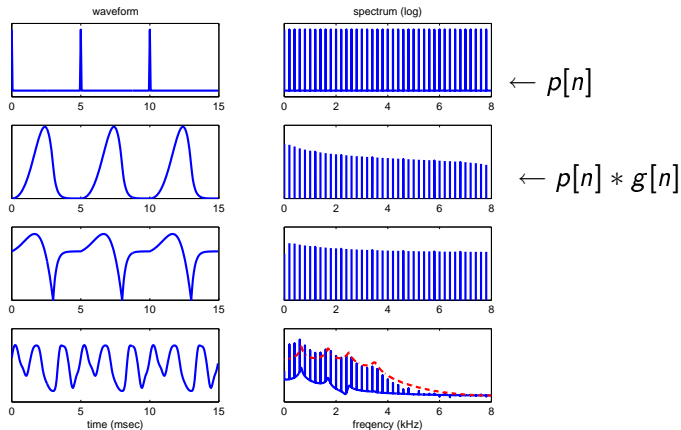 waveform
spectrum (log)
0 5 10 15
0 2 4 6 8
← p[n]
0 5 10 15
0 2 4 6 8
← p[n] ∗ g[n]
0 5 10 15
0 2 4 6 8
0 5 10 15
0 2 4 6 8
time (msec)
freqency (kHz)